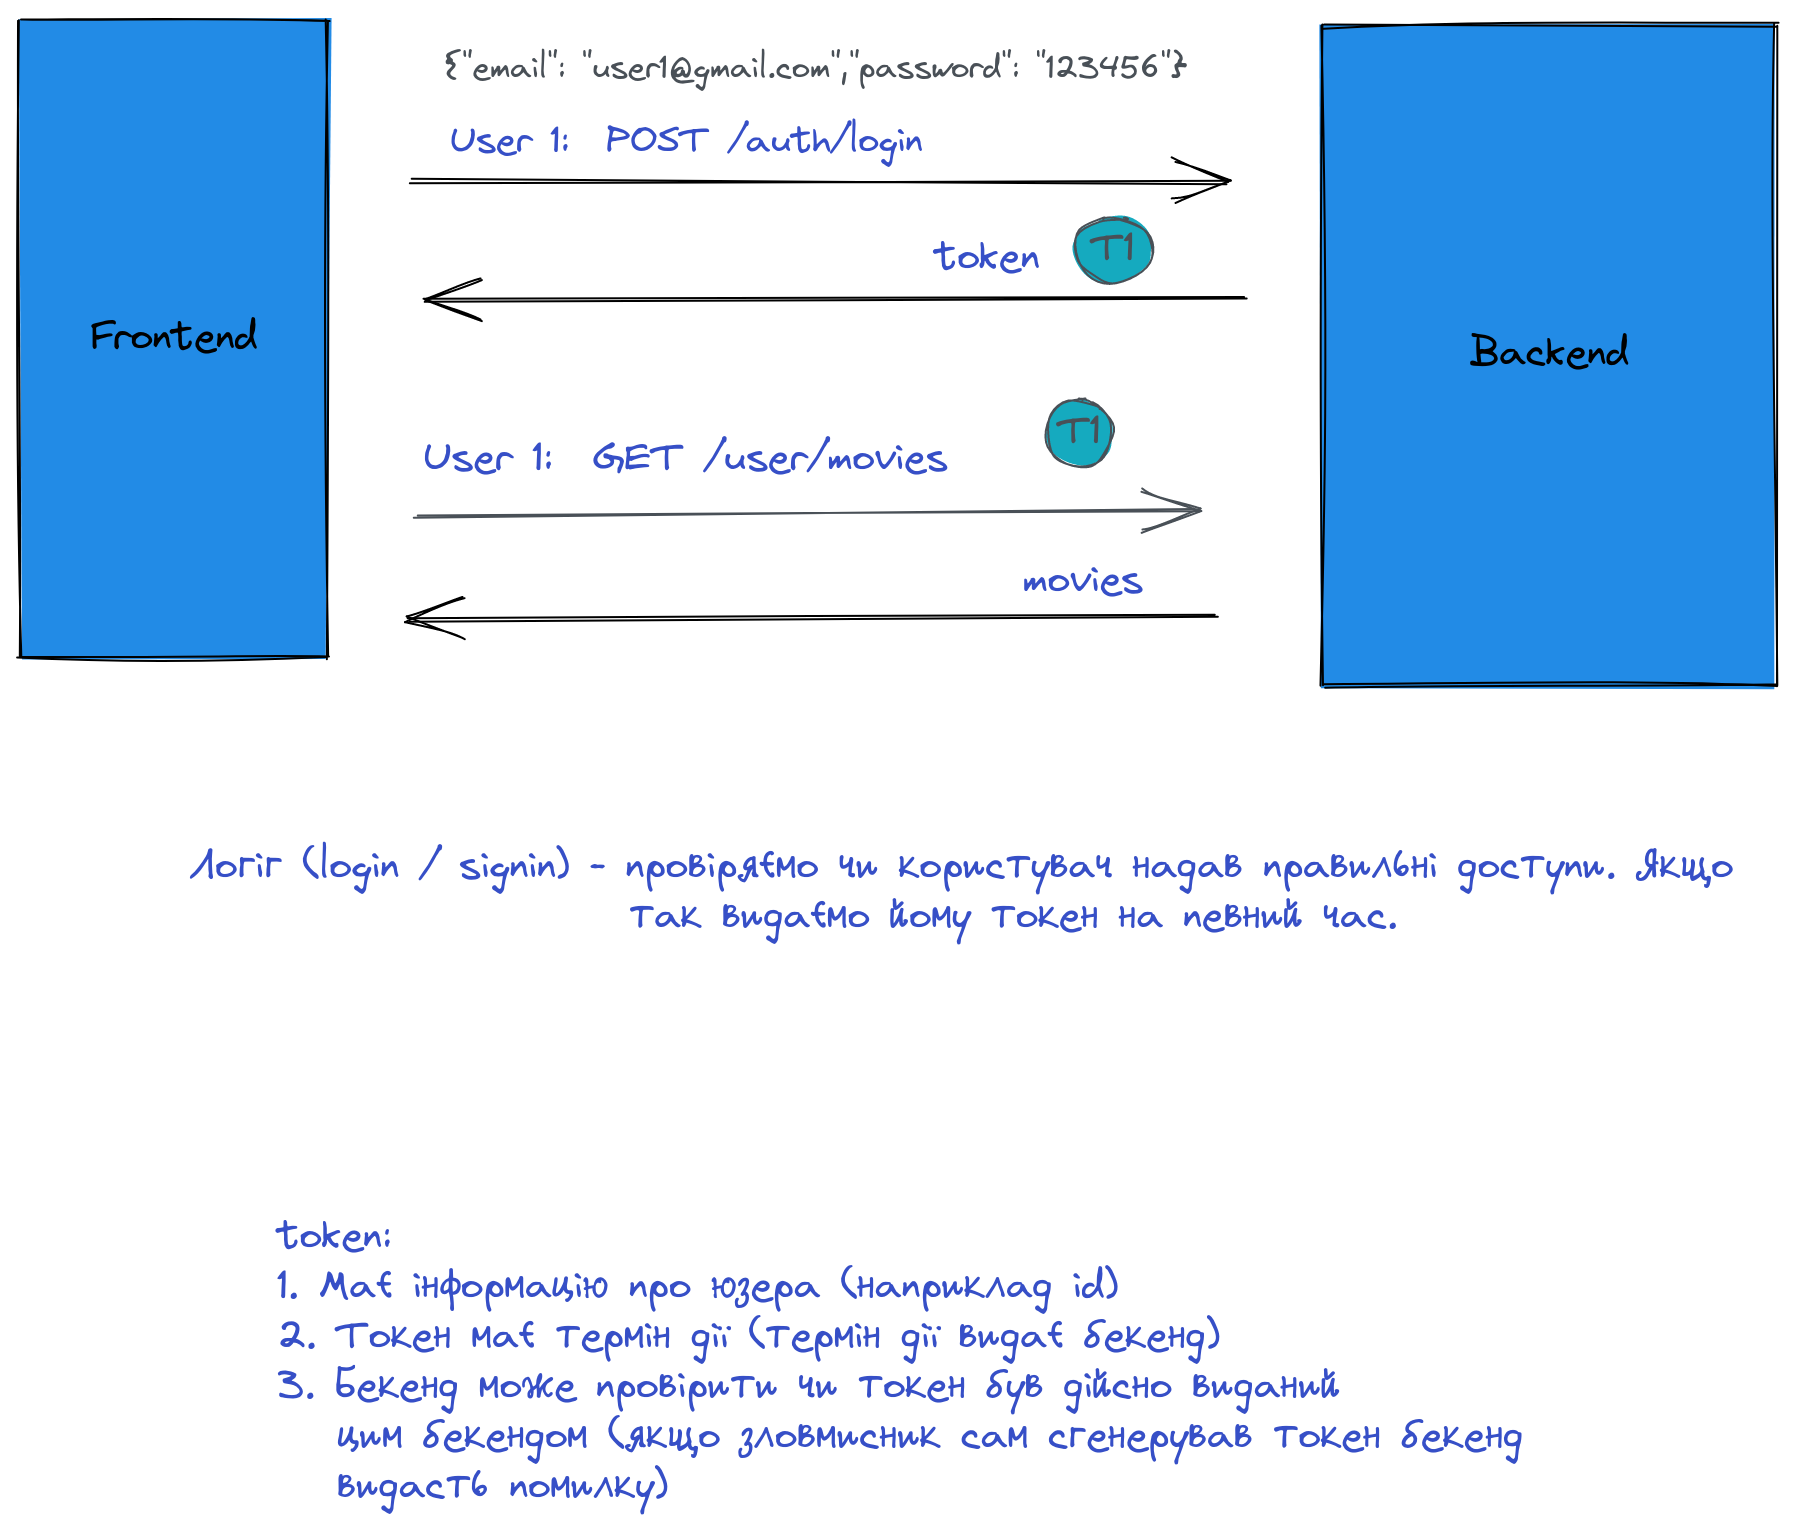 {"email": "user1@gmail.com","password": "123456"}
User 1: POST /auth/login
token T1
Frontend
Backend
User 1: GET /user/movies T1
movies
Логіг (login / signin) - провіряємо чи користувач надав правильні доступи. Якщо
так видаємо йому токен на певний час.
token:
1. Має інформацію про юзера (наприклад id)
2. Токен має термін дії (термін дії видає бекенд)
3. Бекенд може провірити чи токен був дійсно виданий
цим бекендом (якщо зловмисник сам сгенерував токен бекенд
видасть помилку)